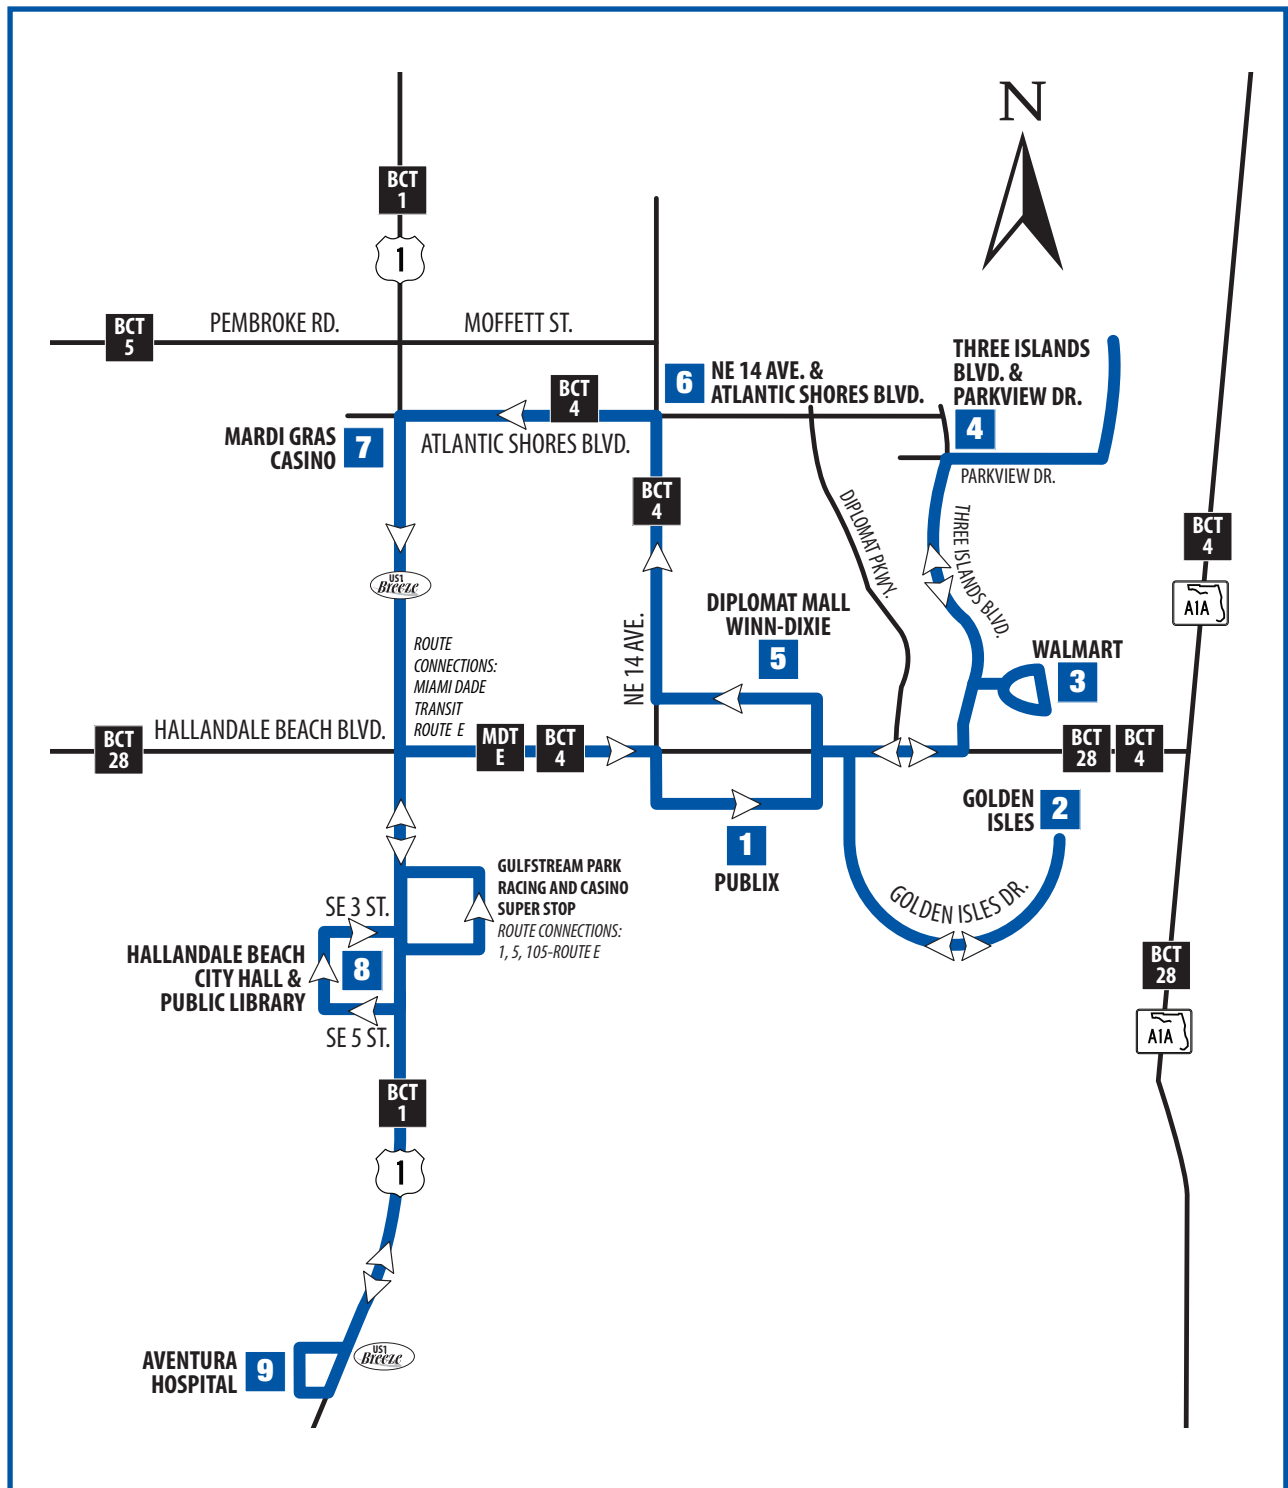 N
BCT
1
1
BCT
5
PEMBROKE RD.
MOFFETT ST.
6
NE 14 AVE. &
ATLANTIC SHORES BLVD.
THREE ISLANDS
BLVD. &
PARKVIEW DR.
4
BCT
4
MARDI GRAS
CASINO
7
ATLANTIC SHORES BLVD.
PARKVIEW DR.
BCT
4
DIPLOMAT PKWY.
THREE ISLANDS BLVD.
BCT
4
A1A
US1
Breeze
DIPLOMAT MALL
WINN-DIXIE
5
NE 14 AVE.
ROUTE
CONNECTIONS:
MIAMI DADE
TRANSIT
ROUTE E
WALMART
3
BCT
28
HALLANDALE BEACH BLVD.
MDT
E
BCT
4
BCT
28
BCT
4
GOLDEN
ISLES
2
1
PUBLIX
GOLDEN ISLES DR.
GULFSTREAM PARK
RACING AND CASINO
SUPER STOP
ROUTE CONNECTIONS:
1, 5, 105-ROUTE E
SE 3 ST.
HALLANDALE BEACH
CITY HALL &
PUBLIC LIBRARY
8
SE 5 ST.
BCT
28
A1A
BCT
1
1
AVENTURA
HOSPITAL
9
US1
Breeze